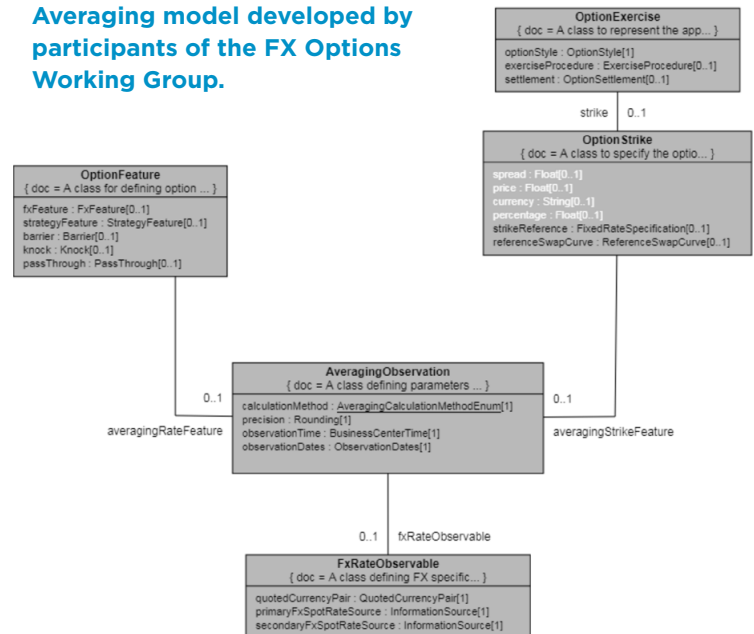 Averaging model developed by
participants of the FX Options
Working Group.
OptionExercise
{ doc = A class to represent the app... }
optionStyle : OptionStyle[1]
exerciseProcedure : ExerciseProcedure[0..1]
settlement : OptionSettlement[0..1]
strike 0..1
OptionStrike
{ doc = A class to specify the optio... }
spread : Float[0..1]
price : Float[0..1]
currency : String[0..1]
percentage : Float[0..1]
strikeReference : FixedRateSpecification[0..1]
referenceSwapCurve : ReferenceSwapCurve[0..1]
OptionFeature
{ doc = A class for defining option ... }
fxFeature : FxFeature[0..1]
strategyFeature : StrategyFeature[0..1]
barrier : Barrier[0..1]
knock : Knock[0..1]
passThrough : PassThrough[0..1]
0..1
averagingRateFeature
AveragingObservation
{ doc = A class defining parameters ... }
calculationMethod : AveragingCalculationMethodEnum[1]
precision : Rounding[1]
observationTime : BusinessCenterTime[1]
observationDates : ObservationDates[1]
0..1
averagingStrikeFeature
0..1 fxRateObservable
FxRateObservable
{ doc = A class defining FX specific... }
quotedCurrencyPair : QuotedCurrencyPair[1]
primaryFxSpotRateSource : InformationSource[1]
secondaryFxSpotRateSource : InformationSource[1]